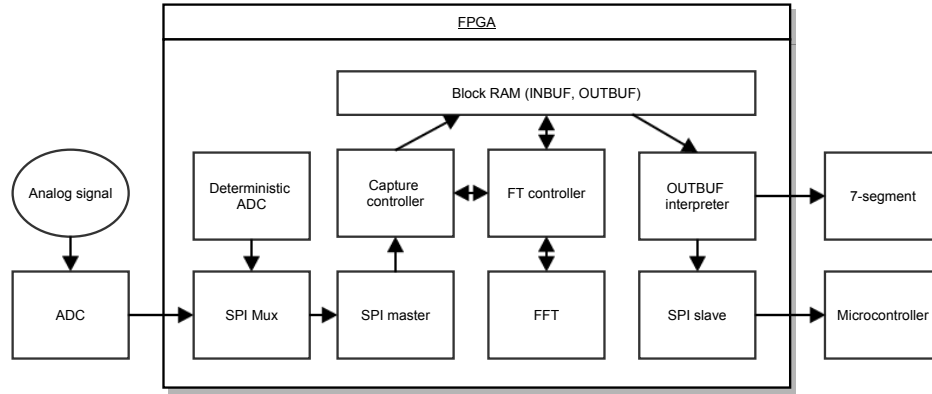 FPGA
Block RAM (INBUF, OUTBUF)
Analog signal
Deterministic
ADC
Capture
controller
FT controller
OUTBUF
interpreter
7-segment
ADC
SPI Mux
SPI master
FFT
SPI slave
Microcontroller